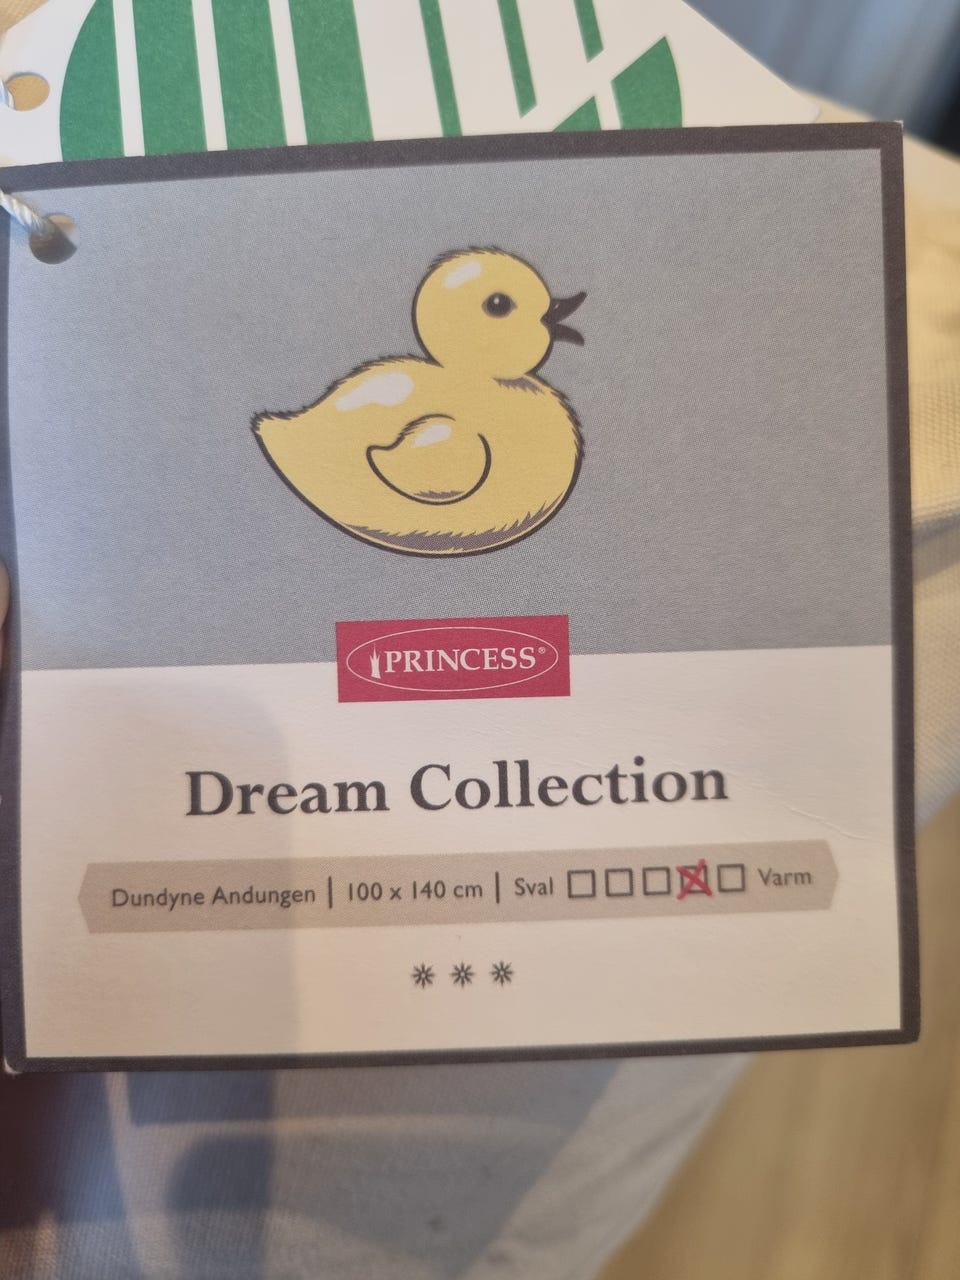 PRINCESS®
Dream Collection
Dundyne Andungen | 100 x 140 cm | Sval ☐ ☐ ☐ ☒ ☐ Varm